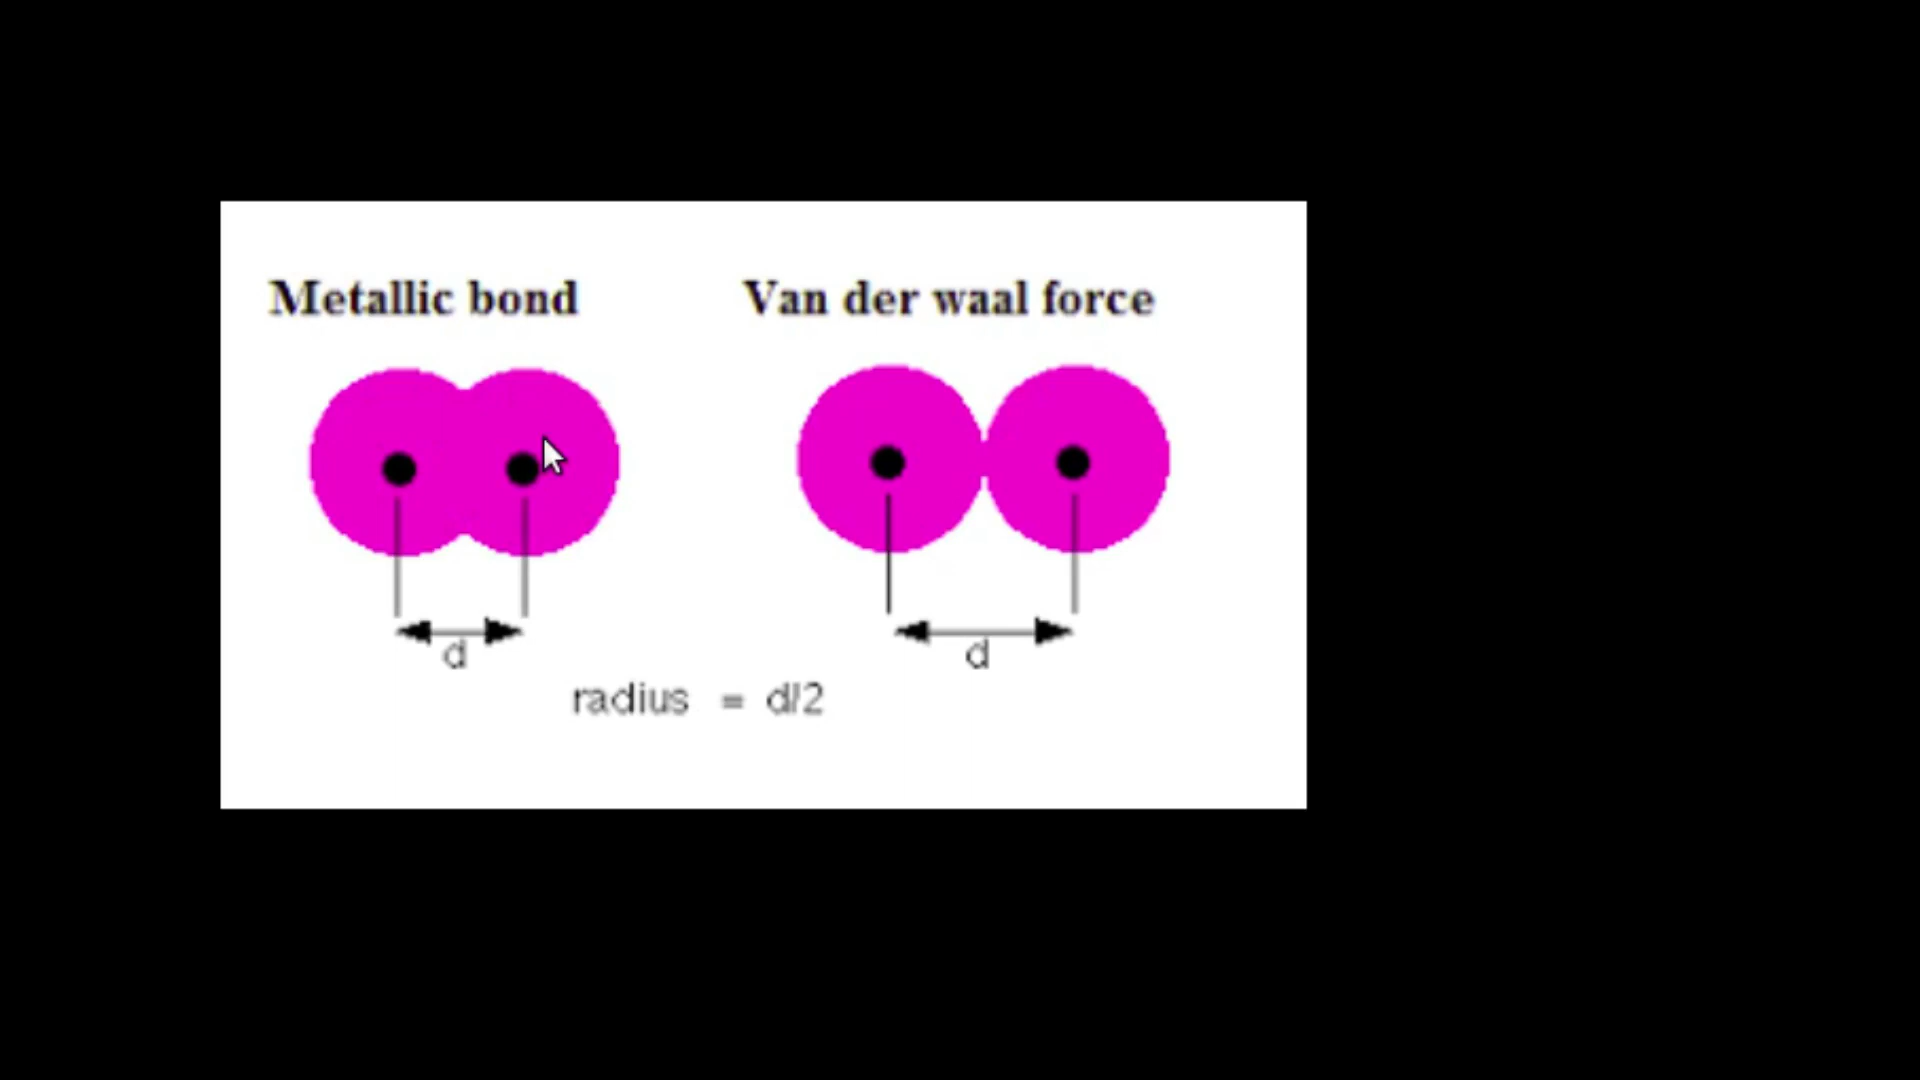 Metallic bond
Van der waal force
d
d
radius = d/2